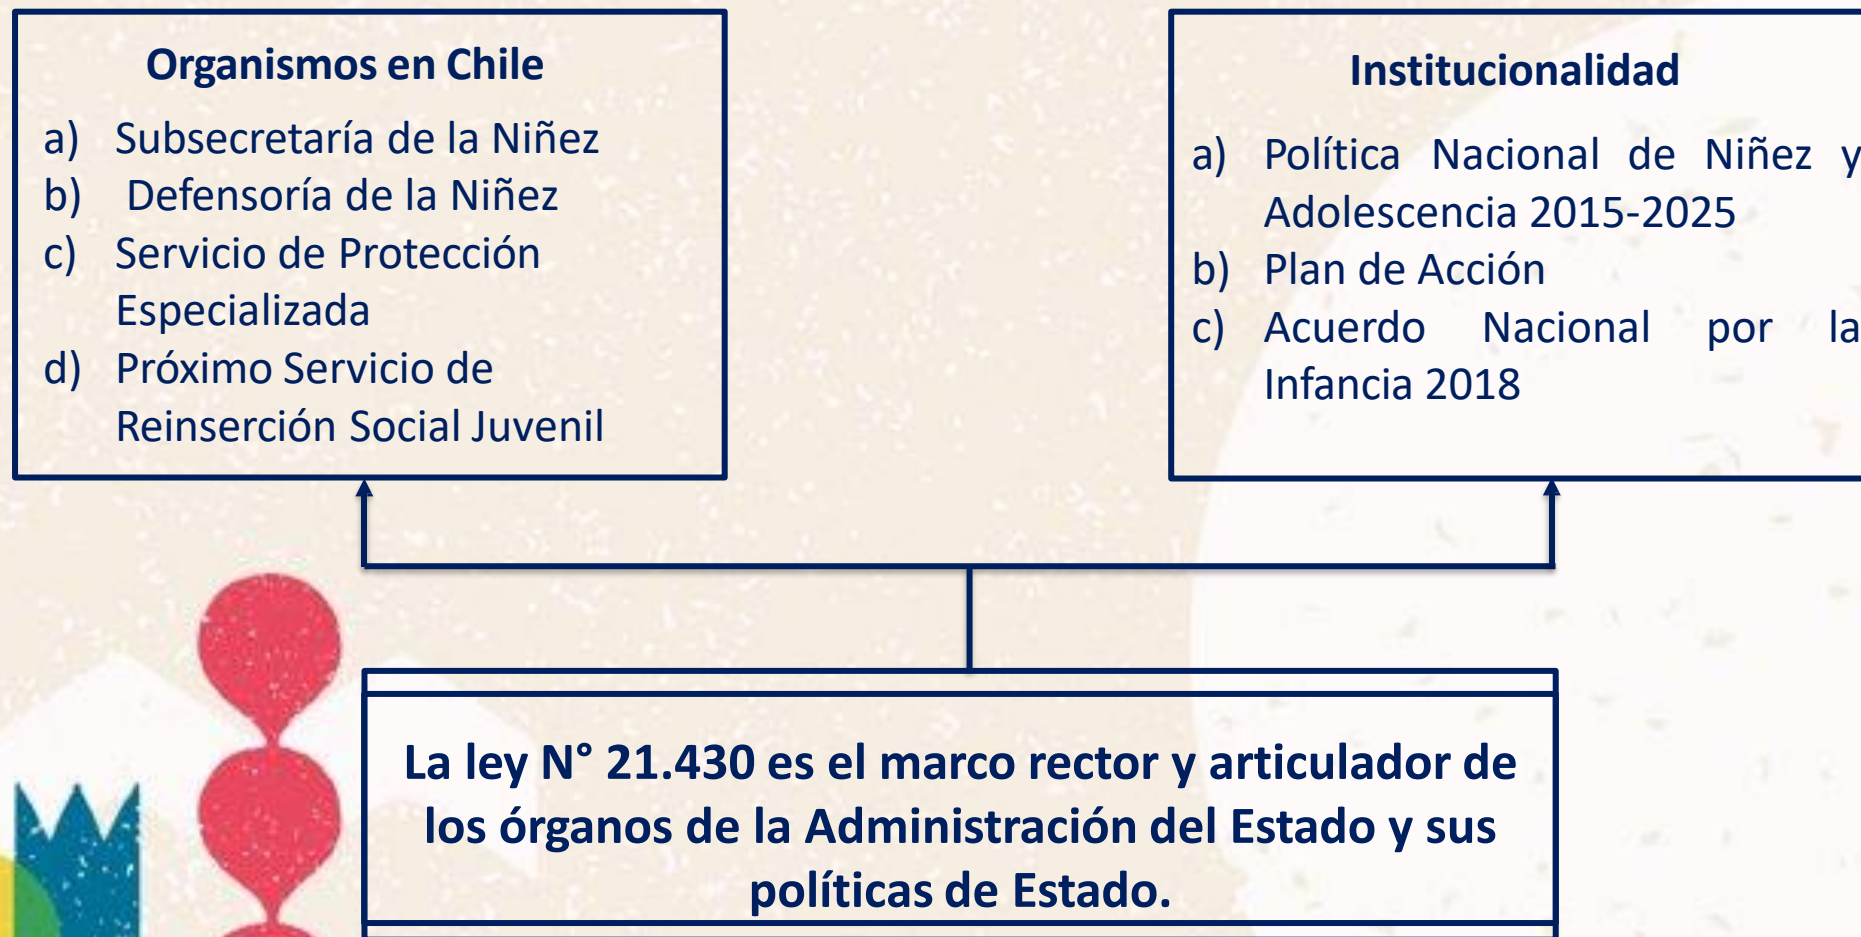 Organismos en Chile
a) Subsecretaría de la Niñez
b) Defensoría de la Niñez
c) Servicio de Protección
Especializada
d) Próximo Servicio de
Reinserción Social Juvenil
Institucionalidad
a) Política Nacional de Niñez y
Adolescencia 2015-2025
b) Plan de Acción
c) Acuerdo Nacional por la
Infancia 2018
La ley N° 21.430 es el marco rector y articulador de
los órganos de la Administración del Estado y sus
políticas de Estado.